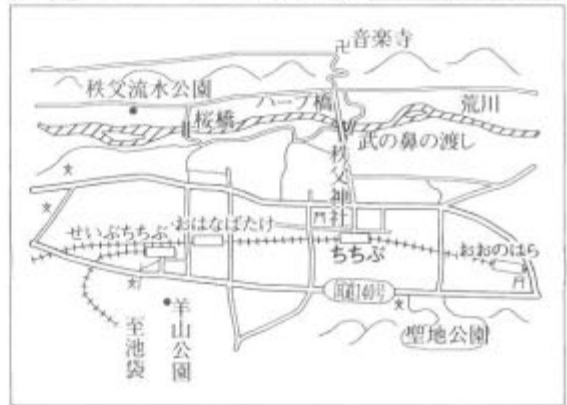 音楽寺
秩父流水公園
ハープ橋
荒川
桜橋
武の鼻の渡し
秩父神社
せいぶちちぶ
おはなばたけ
ちちぶ
おおのはら
国道140号
羊山公園
至池袋
聖地公園